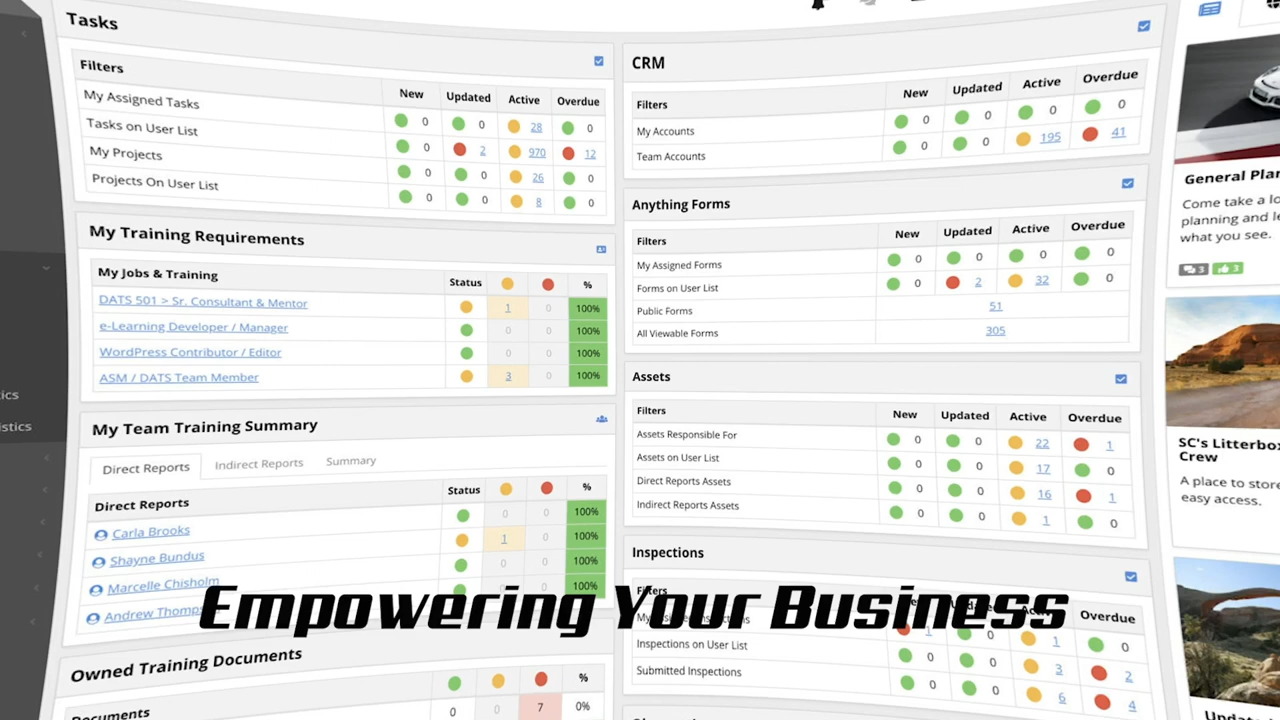 Tasks
Filters
New Updated Active Overdue
My Assigned Tasks 0 0 28 0
Tasks on User List 0 2 970 12
My Projects 0 0 26 0
Projects On User List 0 0 8 0
My Training Requirements
My Jobs & Training Status %
DATS 501 > Sr. Consultant & Mentor 1 0 100%
e-Learning Developer / Manager 0 0 100%
WordPress Contributor / Editor 0 0 100%
ASM / DATS Team Member 3 0 100%
My Team Training Summary
Direct Reports Indirect Reports Summary
Direct Reports Status %
Carla Brooks 0 0 100%
Shayne Bundus 1 0 100%
Marcelle Chisholm 0 0 100%
Andrew 100%
Owned Training Documents
Documents %
0 0 7 0%
CRM
Filters New Updated Active Overdue
My Accounts 0 0 0 0
Team Accounts 0 0 195 41
Anything Forms
Filters New Updated Active Overdue
My Assigned Forms 0 0 0 0
Forms on User List 0 2 32 0
Public Forms 51
All Viewable Forms 305
Assets
Filters New Updated Active Overdue
Assets Responsible For 0 0 22 1
Assets on User List 0 0 17 0
Direct Reports Assets 0 0 16 1
Indirect Reports Assets 0 0 1 0
Inspections
Filters Overdue
1 0 1 0
Inspections on User List 0 0 3 2
Submitted Inspections 0 0 6 4
Empowering Your Business
General Plan
Come take a lo
planning and le
what you see.
3 3
SC's Litterbox
Crew
A place to store
easy access.
tics
istics